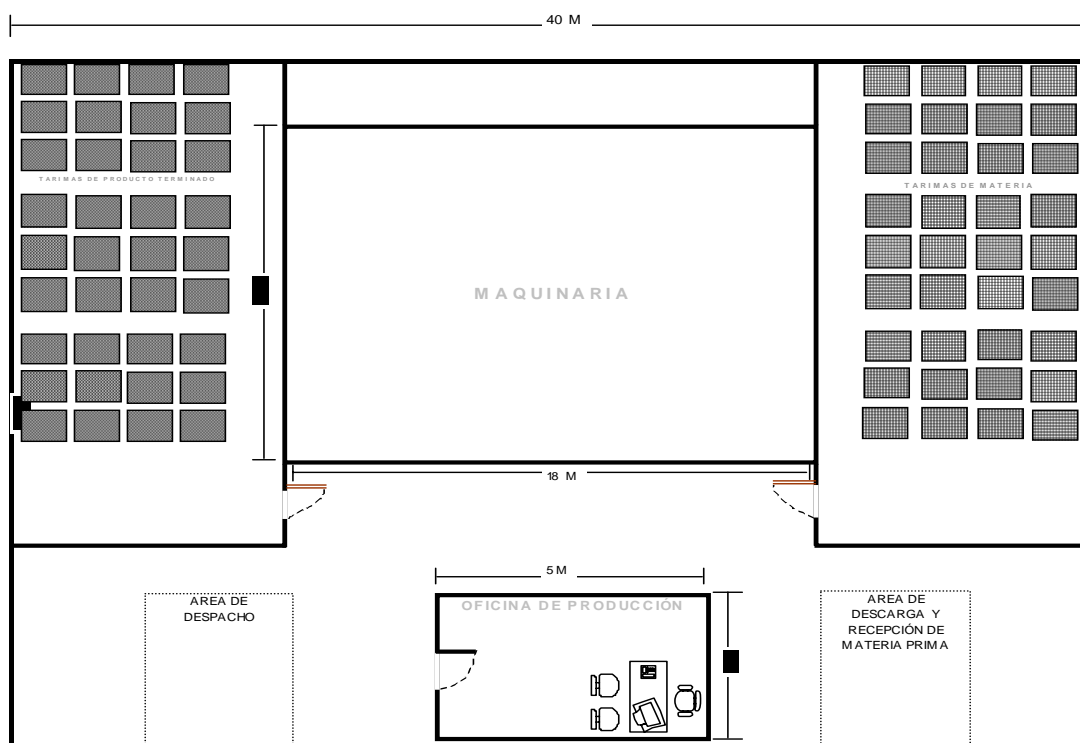 40 M
TARIMAS DE PRODUCTO TERMINADO
TARIMAS DE MATERIA
MAQUINARIA
18 M
5 M
OFICINA DE PRODUCCIÓN
AREA DE
DESPACHO
AREA DE
DESCARGA Y
RECEPCIÓN DE
MATERIA PRIMA